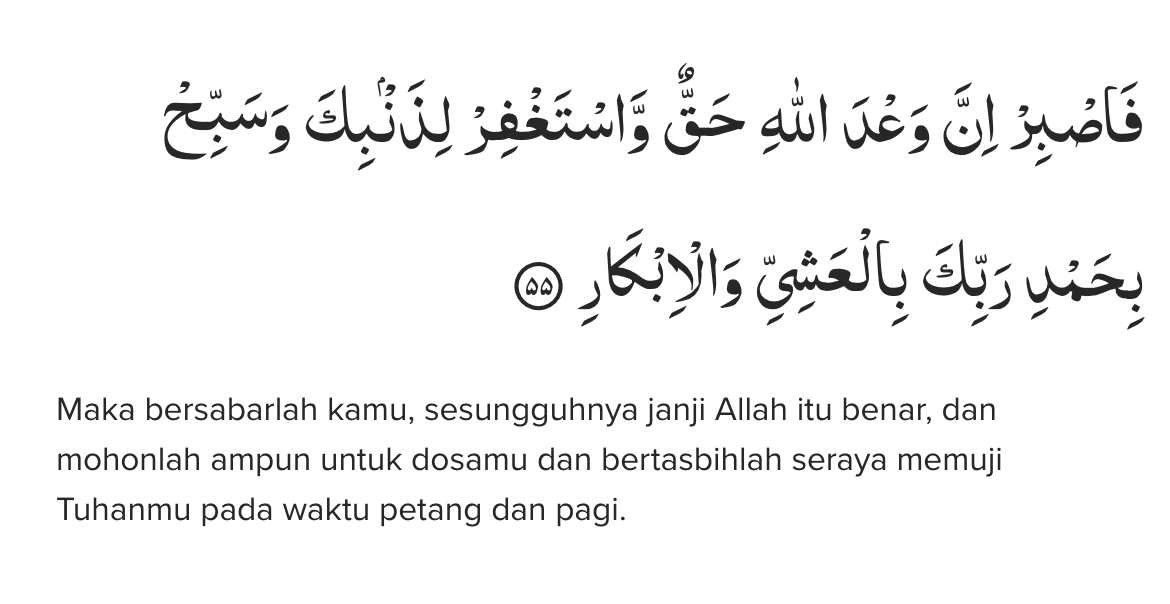 فَاصْبِرْ اِنَّ وَعْدَ اللّٰهِ حَقٌّ وَّاسْتَغْفِرْ لِذَنْۢبِكَ وَسَبِّحْ
بِحَمْدِ رَبِّكَ بِالْعَشِيِّ وَالْاِبْكَارِ ۝٥٥
Maka bersabarlah kamu, sesungguhnya janji Allah itu benar, dan
mohonlah ampun untuk dosamu dan bertasbihlah seraya memuji
Tuhanmu pada waktu petang dan pagi.